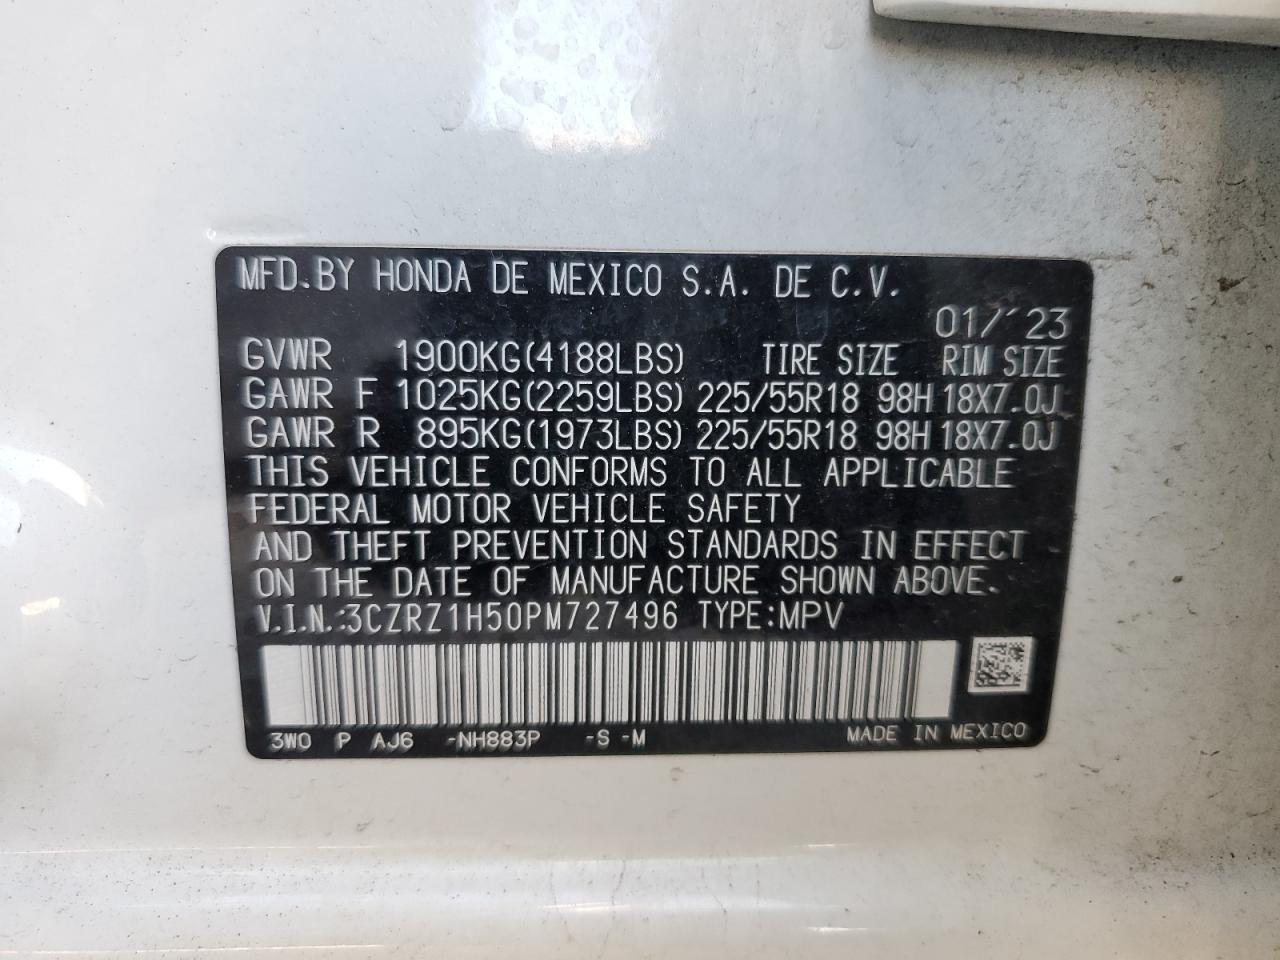 MFD.BY HONDA DE MEXICO S.A. DE C.V.
01/´23
GVWR 1900KG(4188LBS) TIRE SIZE RIM SIZE
GAWR F 1025KG(2259LBS) 225/55R18 98H 18X7.0J
GAWR R 895KG(1973LBS) 225/55R18 98H 18X7.0J
THIS VEHICLE CONFORMS TO ALL APPLICABLE
FEDERAL MOTOR VEHICLE SAFETY
AND THEFT PREVENTION STANDARDS IN EFFECT
ON THE DATE OF MANUFACTURE SHOWN ABOVE.
V.I.N.:3CZRZ1H50PM727496 TYPE:MPV
3W0 P AJ6 -NH883P -S -M MADE IN MEXICO